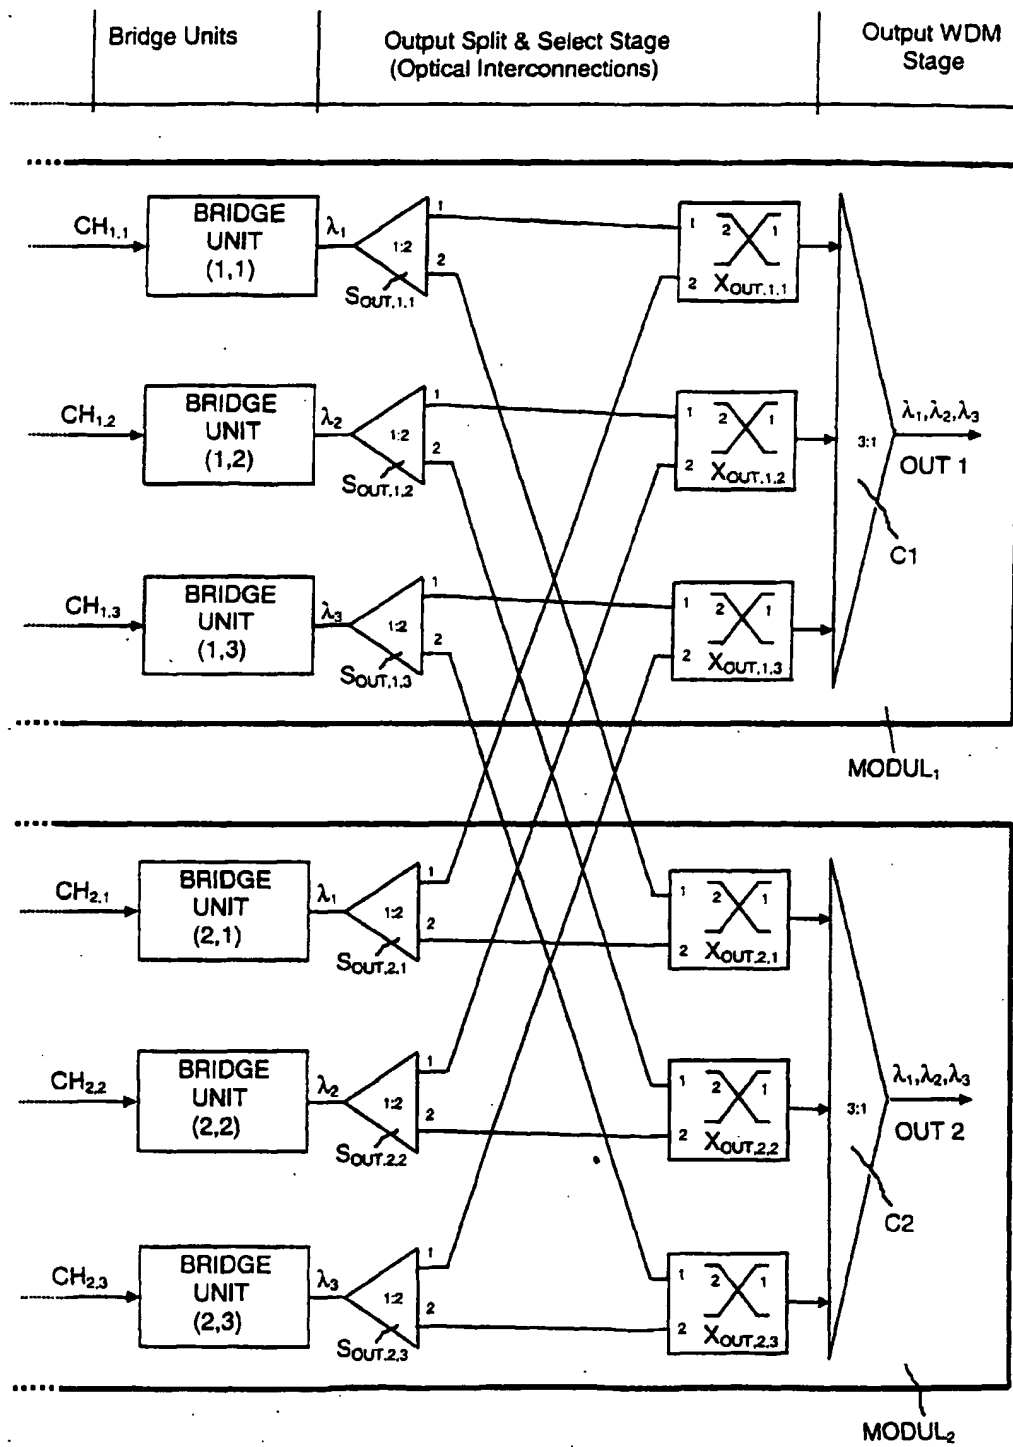 Bridge Units
Output Split & Select Stage
(Optical Interconnections)
Output WDM
Stage
CH1,1
BRIDGE
UNIT
(1,1)
λ1
1:2
1
2
SOUT,1,1
1
2
2 1
XOUT,1,1
CH1,2
BRIDGE
UNIT
(1,2)
λ2
1:2
1
2
SOUT,1,2
1
2
2 1
XOUT,1,2
3:1
λ1,λ2,λ3
OUT 1
C1
CH1,3
BRIDGE
UNIT
(1,3)
λ3
1:2
1
2
SOUT,1,3
1
2
2 1
XOUT,1,3
MODUL1
CH2,1
BRIDGE
UNIT
(2,1)
λ1
1:2
1
2
SOUT,2,1
1
2
2 1
XOUT,2,1
CH2,2
BRIDGE
UNIT
(2,2)
λ2
1:2
1
2
SOUT,2,2
1
2
2 1
XOUT,2,2
3:1
λ1,λ2,λ3
OUT 2
C2
CH2,3
BRIDGE
UNIT
(2,3)
λ3
1:2
1
2
SOUT,2,3
1
2
2 1
XOUT,2,3
MODUL2